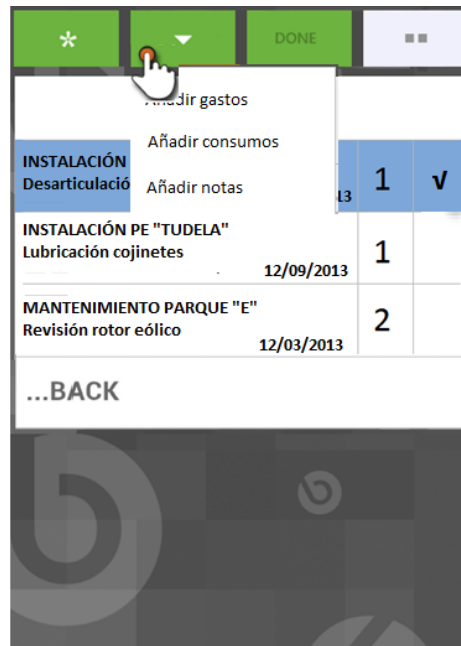 *
DONE
Añadir gastos
Añadir consumos
Añadir notas
INSTALACIÓN
Desarticulació
13
1
√
INSTALACIÓN PE "TUDELA"
Lubricación cojinetes
12/09/2013
1
MANTENIMIENTO PARQUE "E"
Revisión rotor eólico
12/03/2013
2
...BACK